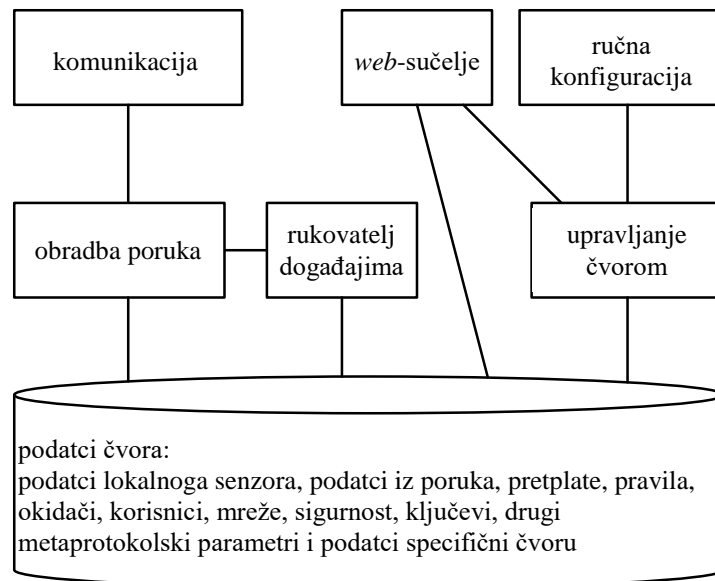 komunikacija
web-sučelje
ručna
konfiguracija
obradba poruka
rukovatelj
događajima
upravljanje
čvorom
podatci čvora:
podatci lokalnoga senzora, podatci iz poruka, pretplate, pravila,
okidači, korisnici, mreže, sigurnost, ključevi, drugi
metaprotokolski parametri i podatci specifični čvoru